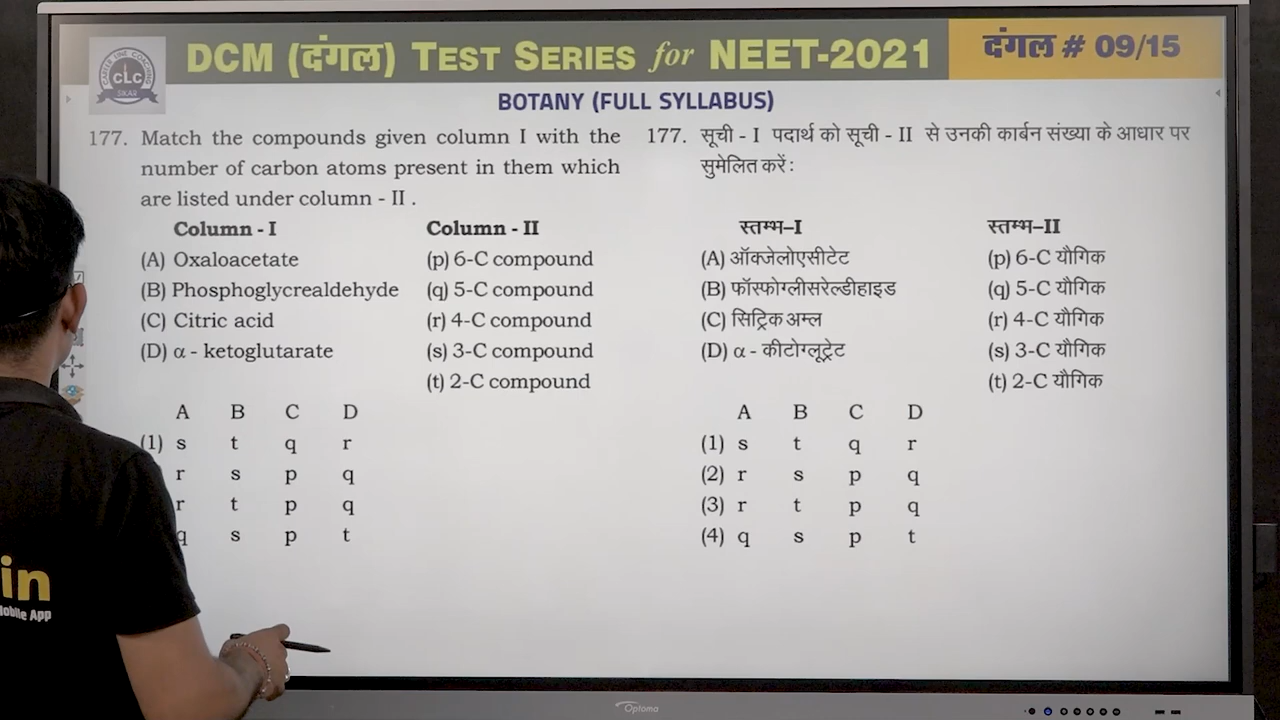 DCM (दंगल) TEST SERIES for NEET-2021
दंगल # 09/15
CAREER LINE COACHING
CLC
SIKAR
BOTANY (FULL SYLLABUS)
177. Match the compounds given column I with the
number of carbon atoms present in them which
are listed under column - II .
Column - I Column - II
(A) Oxaloacetate (p) 6-C compound
(B) Phosphoglycrealdehyde (q) 5-C compound
(C) Citric acid (r) 4-C compound
(D) α - ketoglutarate (s) 3-C compound
(t) 2-C compound
A B C D
(1) s t q r
r s p q
r t p q
q s p t
177. सूची - I पदार्थ को सूची - II से उनकी कार्बन संख्या के आधार पर
सुमेलित करें :
स्तम्भ–I स्तम्भ–II
(A) ऑक्जेलोएसीटेट (p) 6-C यौगिक
(B) फॉस्फोग्लीसरेल्डीहाइड (q) 5-C यौगिक
(C) सिट्रिक अम्ल (r) 4-C यौगिक
(D) α - कीटोग्लूट्रेट (s) 3-C यौगिक
(t) 2-C यौगिक
A B C D
(1) s t q r
(2) r s p q
(3) r t p q
(4) q s p t
in
Mobile App
Optoma